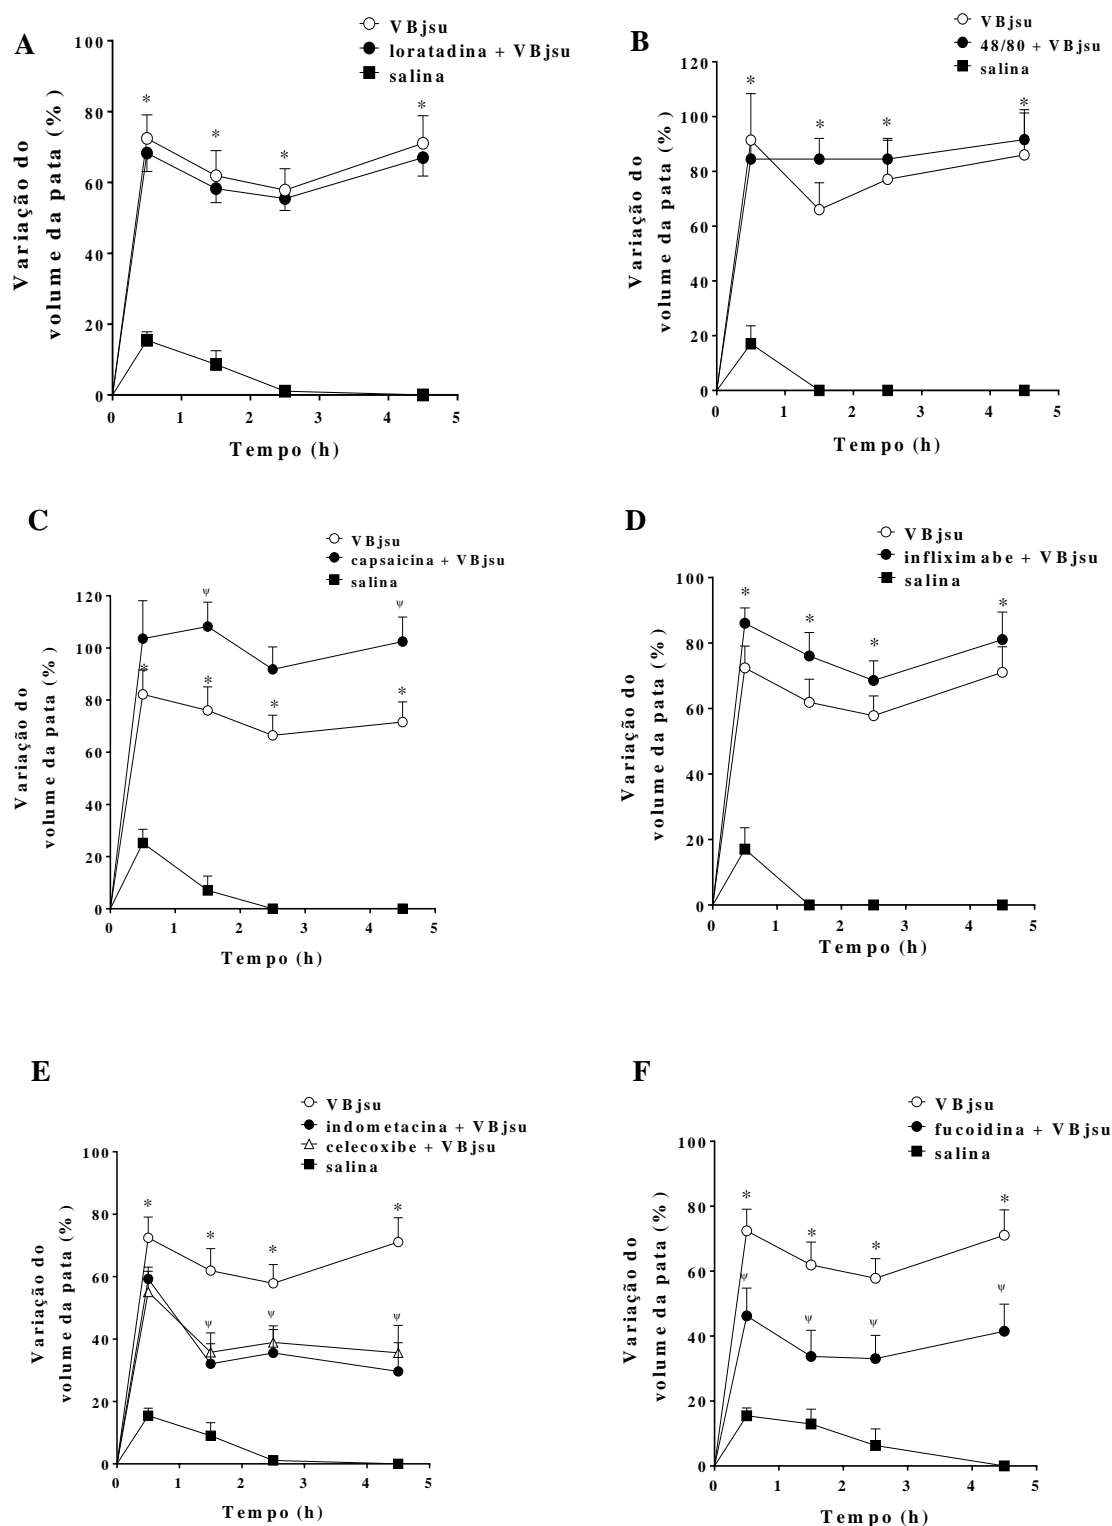 A
VBjsu
loratadina + VBjsu
salina
Variação do
volume da pata (%)
100
80
60
40
20
0
* * * *
0 1 2 3 4 5
Tempo (h)
B
VBjsu
48/80 + VBjsu
salina
Variação do
volume da pata (%)
120
100
80
60
40
20
0
* * * *
0 1 2 3 4 5
Tempo (h)
C
VBjsu
capsaicina + VBjsu
salina
Variação do
volume da pata (%)
120
100
80
60
40
20
0
ψ ψ
* * * *
0 1 2 3 4 5
Tempo (h)
D
VBjsu
infliximabe + VBjsu
salina
Variação do
volume da pata (%)
100
80
60
40
20
0
* * * *
0 1 2 3 4 5
Tempo (h)
E
VBjsu
indometacina + VBjsu
celecoxibe + VBjsu
salina
Variação do
volume da pata (%)
100
80
60
40
20
0
* * * *
ψ ψ ψ
0 1 2 3 4 5
Tempo (h)
F
VBjsu
fucoidina + VBjsu
salina
Variação do
volume da pata (%)
100
80
60
40
20
0
* * * *
ψ ψ ψ ψ
0 1 2 3 4 5
Tempo (h)